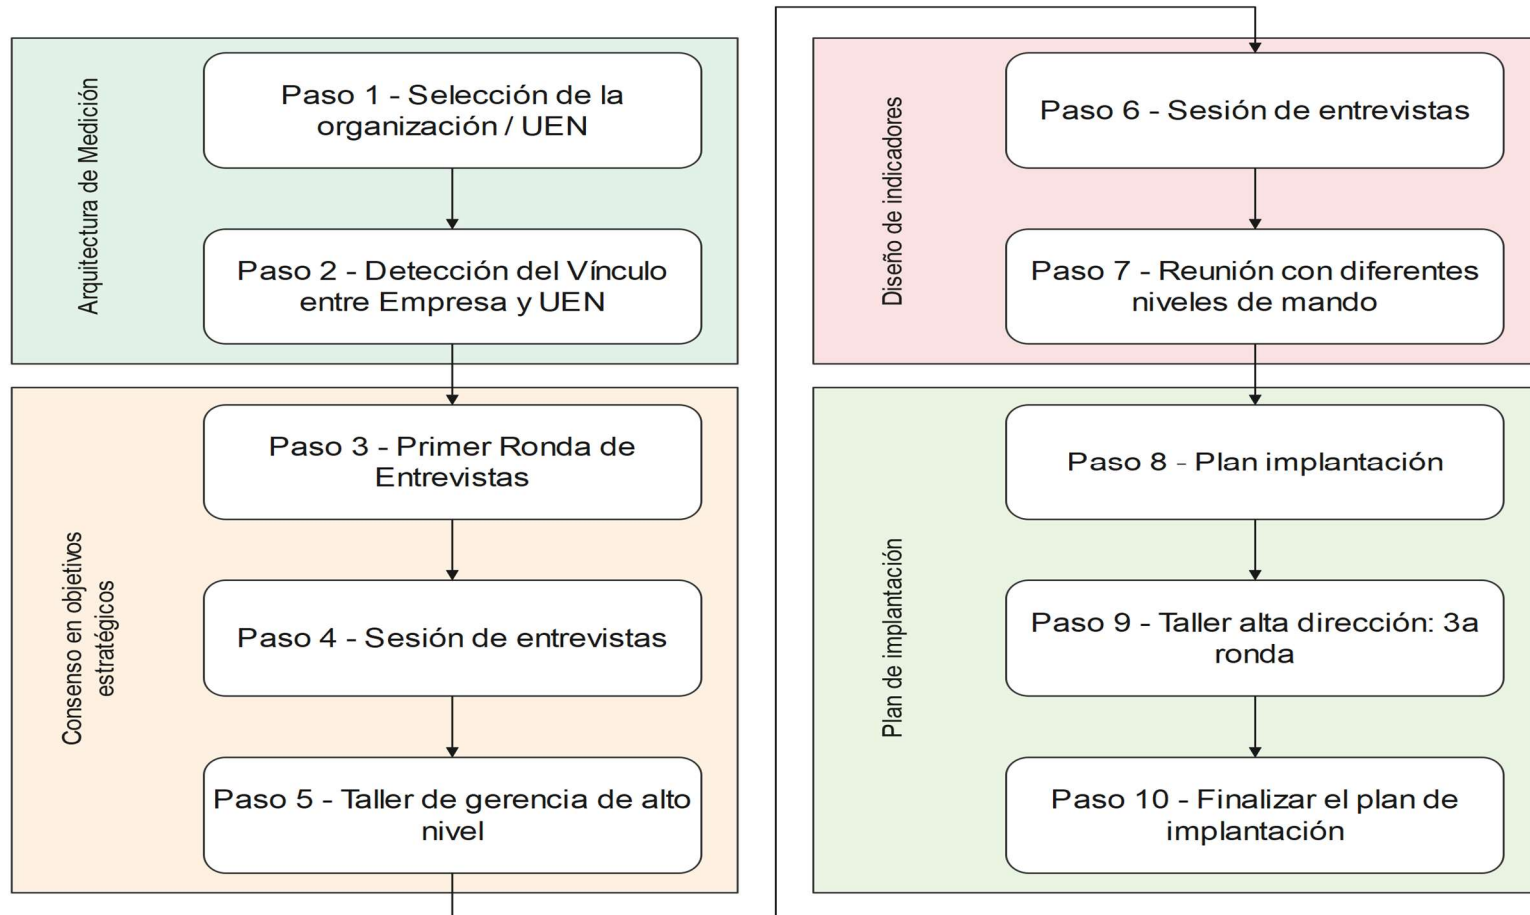 Arquitectura de Medición
Paso 1 - Selección de la
organización / UEN
Paso 2 - Detección del Vínculo
entre Empresa y UEN
Consenso en objetivos
estratégicos
Paso 3 - Primer Ronda de
Entrevistas
Paso 4 - Sesión de entrevistas
Paso 5 - Taller de gerencia de alto
nivel
Diseño de indicadores
Paso 6 - Sesión de entrevistas
Paso 7 - Reunión con diferentes
niveles de mando
Plan de implantación
Paso 8 - Plan implantación
Paso 9 - Taller alta dirección: 3a
ronda
Paso 10 - Finalizar el plan de
implantación